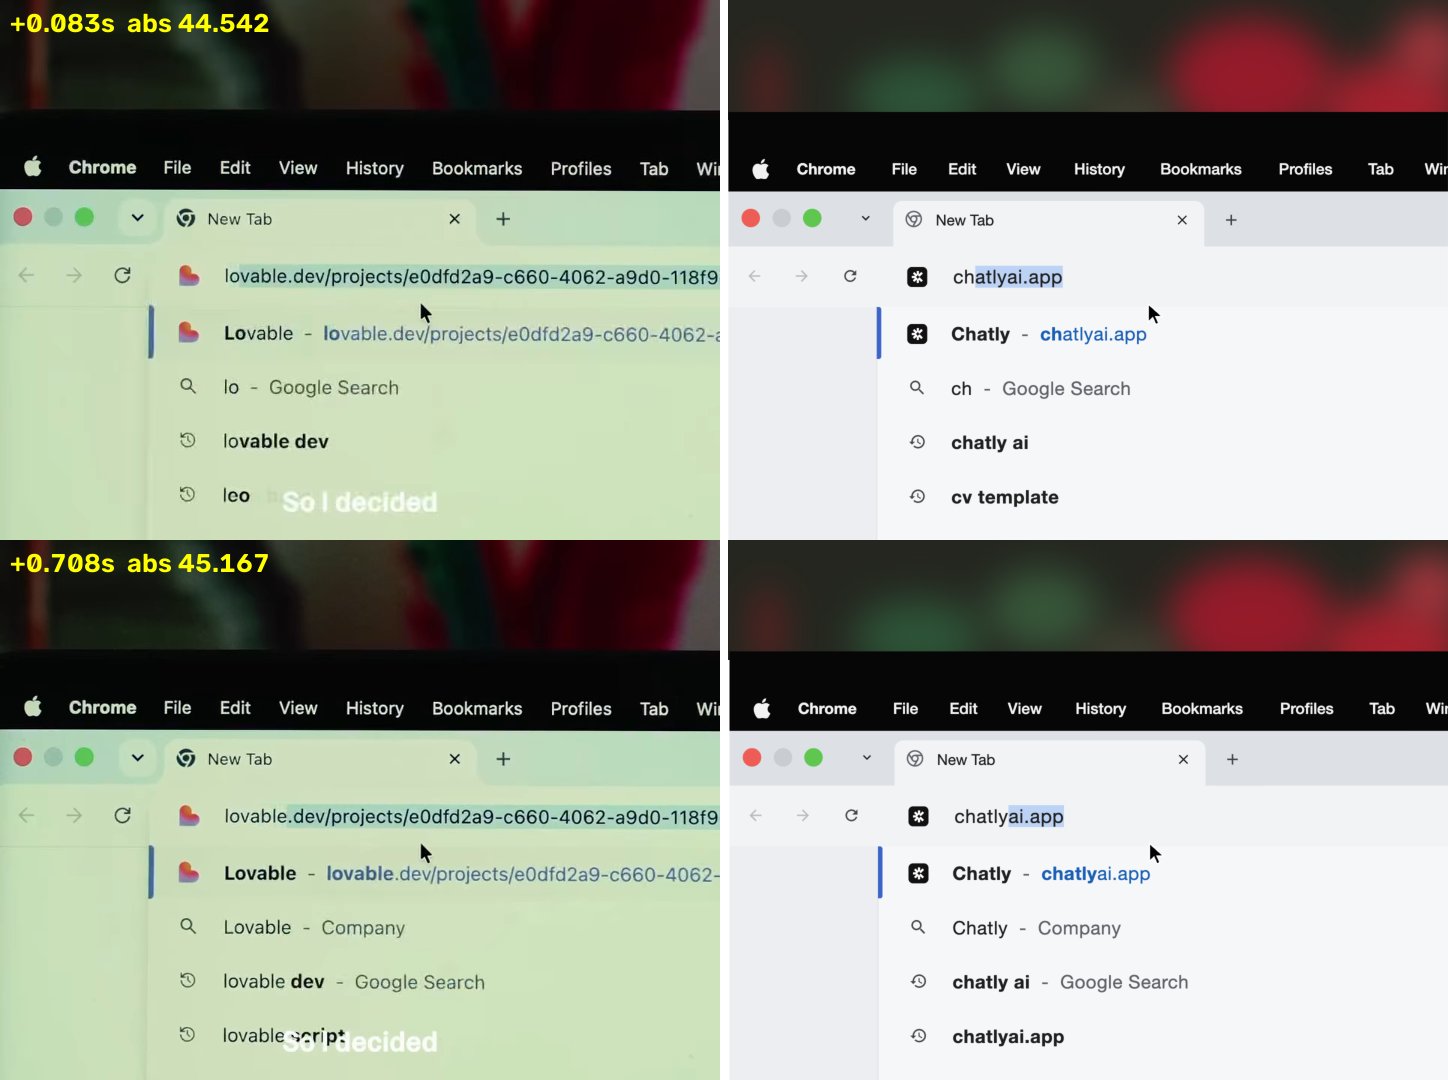 +0.083s abs 44.542
Chrome File Edit View History Bookmarks Profiles Tab
New Tab
lovable.dev/projects/e0dfd2a9-c660-4062-a9d0-118f9
Lovable - lovable.dev/projects/e0dfd2a9-c660-4062-
lo - Google Search
lovable dev
leo
So I decided
Chrome File Edit View History Bookmarks Profiles Tab
New Tab
chatlyai.app
Chatly - chatlyai.app
ch - Google Search
chatly ai
cv template
+0.708s abs 45.167
Chrome File Edit View History Bookmarks Profiles Tab
New Tab
lovable.dev/projects/e0dfd2a9-c660-4062-a9d0-118f9
Lovable - lovable.dev/projects/e0dfd2a9-c660-4062-
Lovable - Company
lovable dev - Google Search
lovable script
So I decided
Chrome File Edit View History Bookmarks Profiles Tab
New Tab
chatlyai.app
Chatly - chatlyai.app
Chatly - Company
chatly ai - Google Search
chatlyai.app